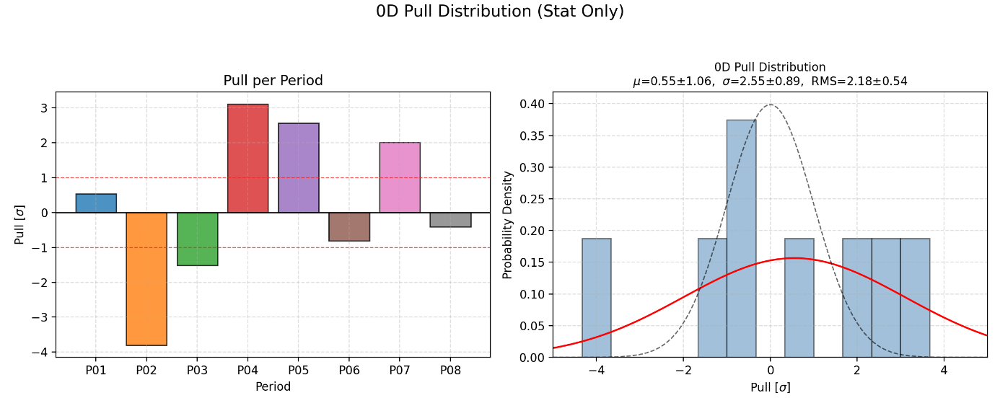 0D Pull Distribution (Stat Only)
Pull per Period
Pull [σ]
3
2
1
0
−1
−2
−3
−4
P01 P02 P03 P04 P05 P06 P07 P08
Period
0D Pull Distribution
μ=0.55±1.06, σ=2.55±0.89, RMS=2.18±0.54
Probability Density
0.40
0.35
0.30
0.25
0.20
0.15
0.10
0.05
0.00
−4 −2 0 2 4
Pull [σ]